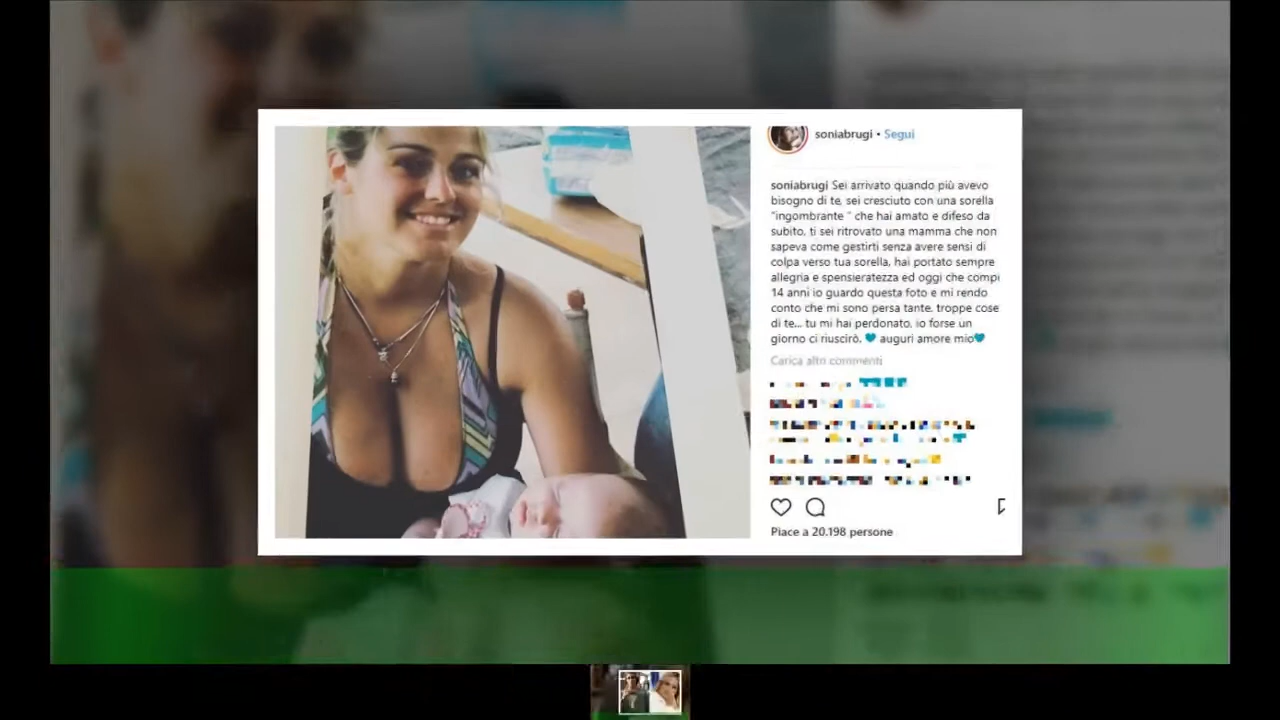 soniabrugi • Segui
soniabrugi Sei arrivato quando più avevo
bisogno di te, sei cresciuto con una sorella
"ingombrante " che hai amato e difeso da
subito, ti sei ritrovato una mamma che non
sapeva come gestirti senza avere sensi di
colpa verso tua sorella, hai portato sempre
allegria e spensieratezza ed oggi che compi
14 anni io guardo questa foto e mi rendo
conto che mi sono persa tante, troppe cose
di te... tu mi hai perdonato, io forse un
giorno ci riuscirò. 💙 auguri amore mio💙
Carica altri commenti
Piace a 20.198 persone